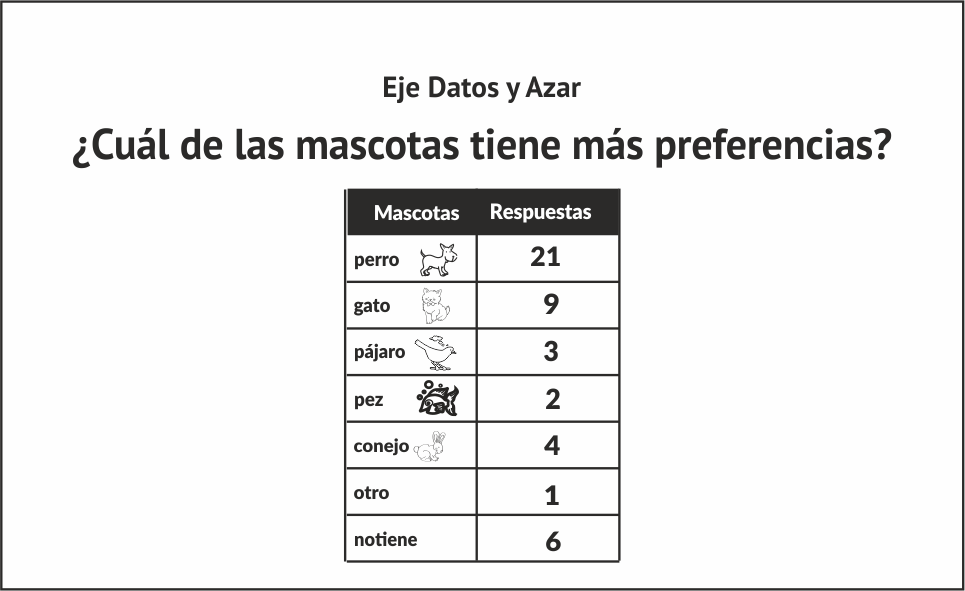 Eje Datos y Azar
¿Cuál de las mascotas tiene más preferencias?
Mascotas Respuestas
perro 21
gato 9
pájaro 3
pez 2
conejo 4
otro 1
notiene 6